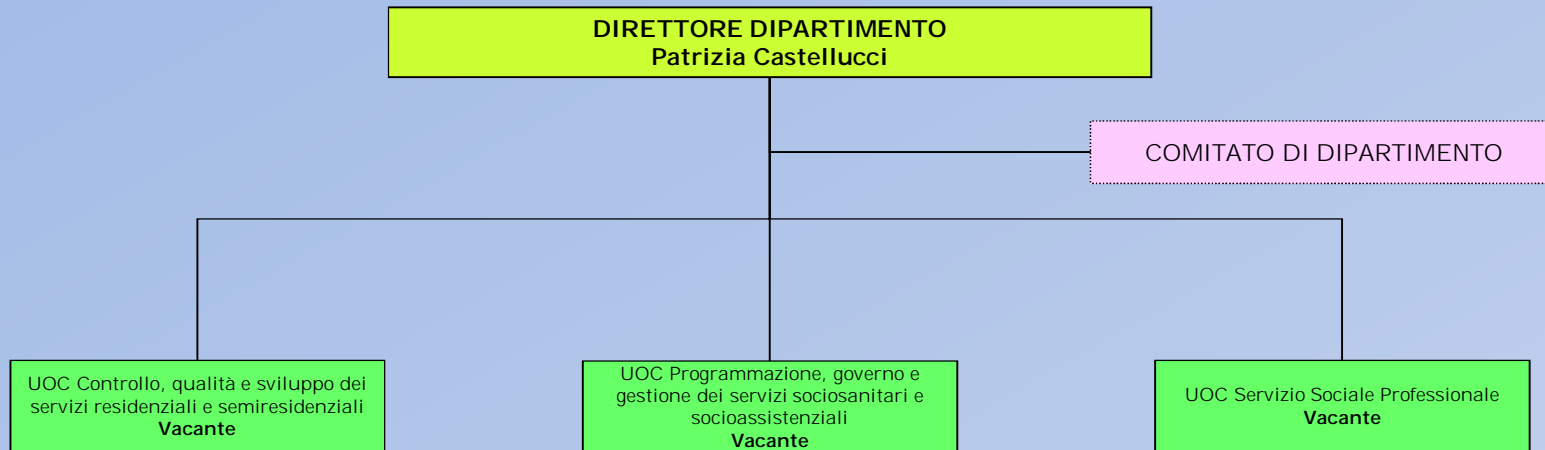 DIRETTORE DIPARTIMENTO
Patrizia Castellucci
COMITATO DI DIPARTIMENTO
UOC Controllo, qualità e sviluppo dei
servizi residenziali e semiresidenziali
Vacante
UOC Programmazione, governo e
gestione dei servizi sociosanitari e
socioassistenziali
Vacante
UOC Servizio Sociale Professionale
Vacante